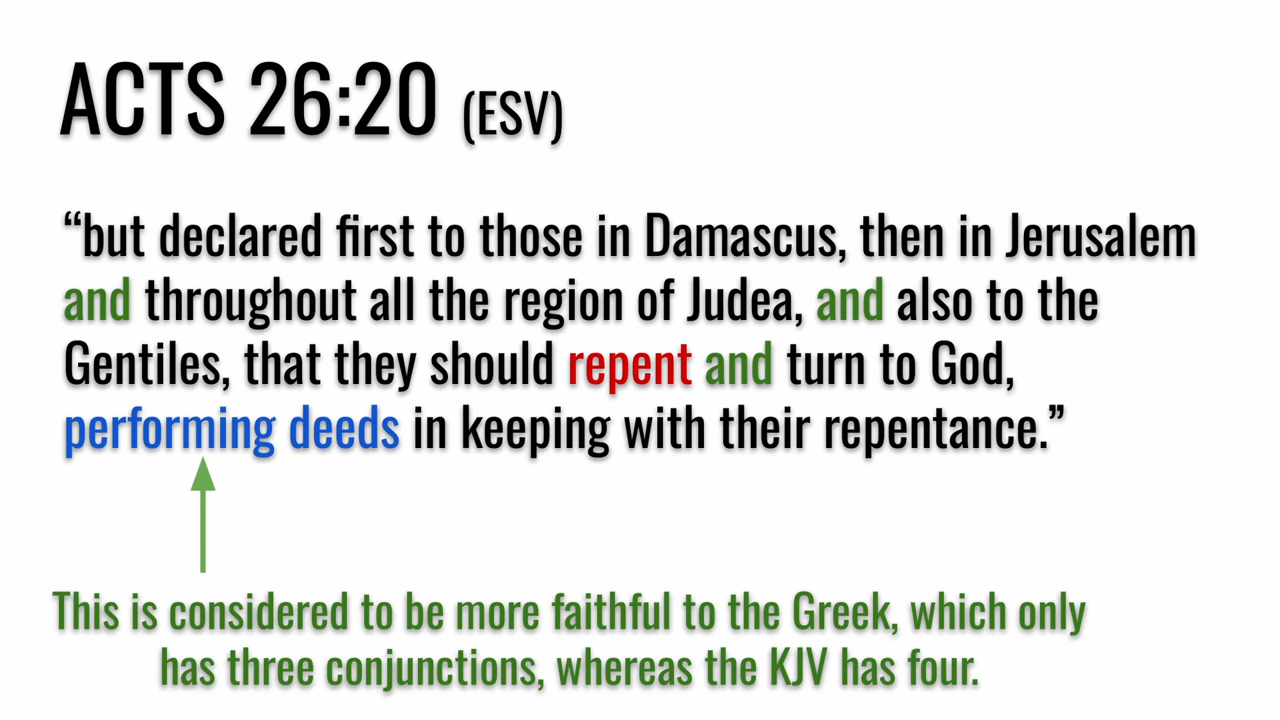 ACTS 26:20 (ESV)
“but declared first to those in Damascus, then in Jerusalem
and throughout all the region of Judea, and also to the
Gentiles, that they should repent and turn to God,
performing deeds in keeping with their repentance.”
This is considered to be more faithful to the Greek, which only
has three conjunctions, whereas the KJV has four.